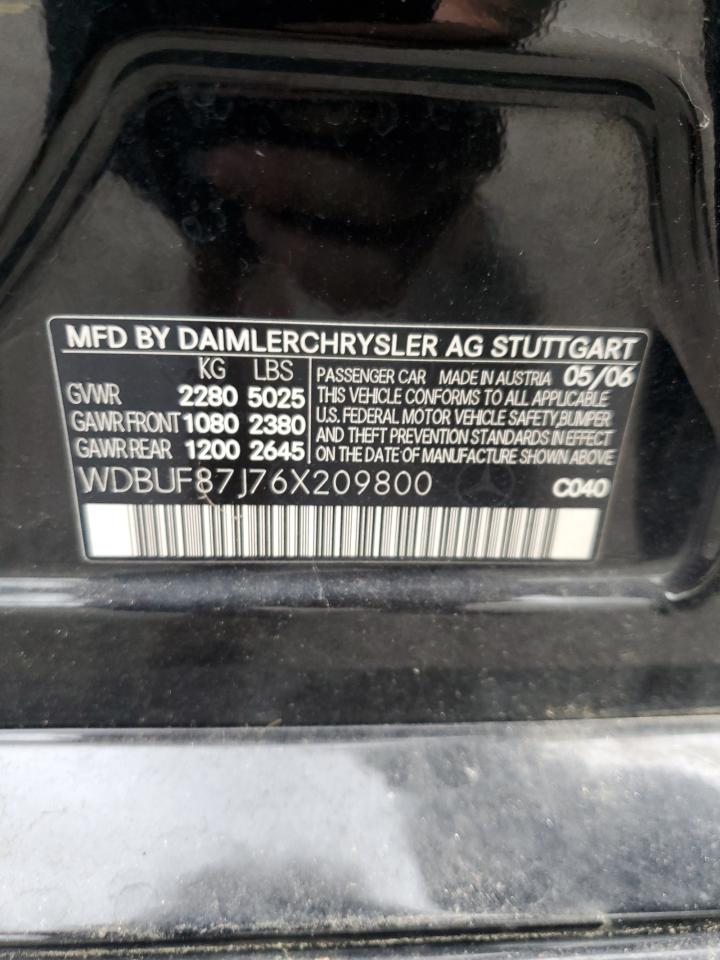 MFD BY DAIMLERCHRYSLER AG STUTTGART
KG LBS
GVWR 2280 5025
GAWR FRONT 1080 2380
GAWR REAR 1200 2645
PASSENGER CAR MADE IN AUSTRIA 05/06
THIS VEHICLE CONFORMS TO ALL APPLICABLE
U.S. FEDERAL MOTOR VEHICLE SAFETY,BUMPER
AND THEFT PREVENTION STANDARDS IN EFFECT
ON THE DATE OF MANUFACTURE SHOWN ABOVE.
WDBUF87J76X209800
C040